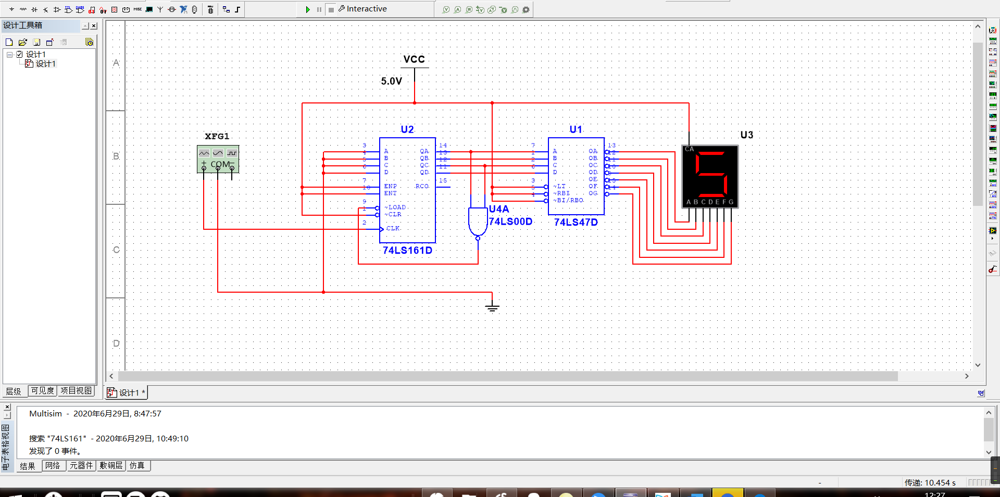 Interactive
设计工具箱
设计1
设计1
层级
可见度
项目视图
A
B
C
D
VCC
5.0V
XFG1
+
COM
–
U2
3
4
5
6
7
10
9
1
2
A
B
C
D
ENP
ENT
~LOAD
~CLR
CLK
QA
QB
QC
QD
RCO
14
13
12
11
15
74LS161D
U4A
74LS00D
U1
7
1
2
6
3
5
4
A
B
C
D
~LT
~RBI
~BI/RBO
OA
OB
OC
OD
OE
OF
OG
13
12
11
10
9
15
14
74LS47D
U3
CA
A B C D E F G
设计1 *
电子表格视图
Multisim - 2020年6月29日, 8:47:57
搜索 "74LS161" - 2020年6月29日, 10:49:10
发现了 0 事件。
结果
网络
元器件
敷铜层
仿真
-
传递: 10.454 s
12:27